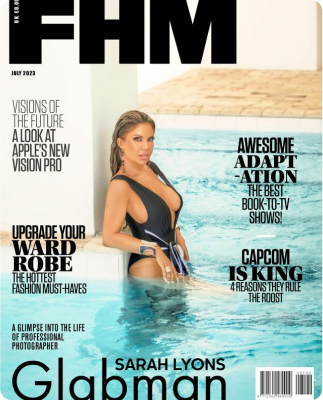 UK £8.00
FHM
JULY 2023
VISIONS OF
THE FUTURE
A LOOK AT
APPLE'S NEW
VISION PRO
AWESOME
ADAPT
-ATION
THE BEST
BOOK-TO-TV
SHOWS!
UPGRADE YOUR
WARD
ROBE
THE HOTTEST
FASHION MUST-HAVES
CAPCOM
IS KING
4 REASONS THEY RULE
THE ROOST
A GLIMPSE INTO THE LIFE
OF PROFESSIONAL
PHOTOGRAPHER
SARAH LYONS
Glabman